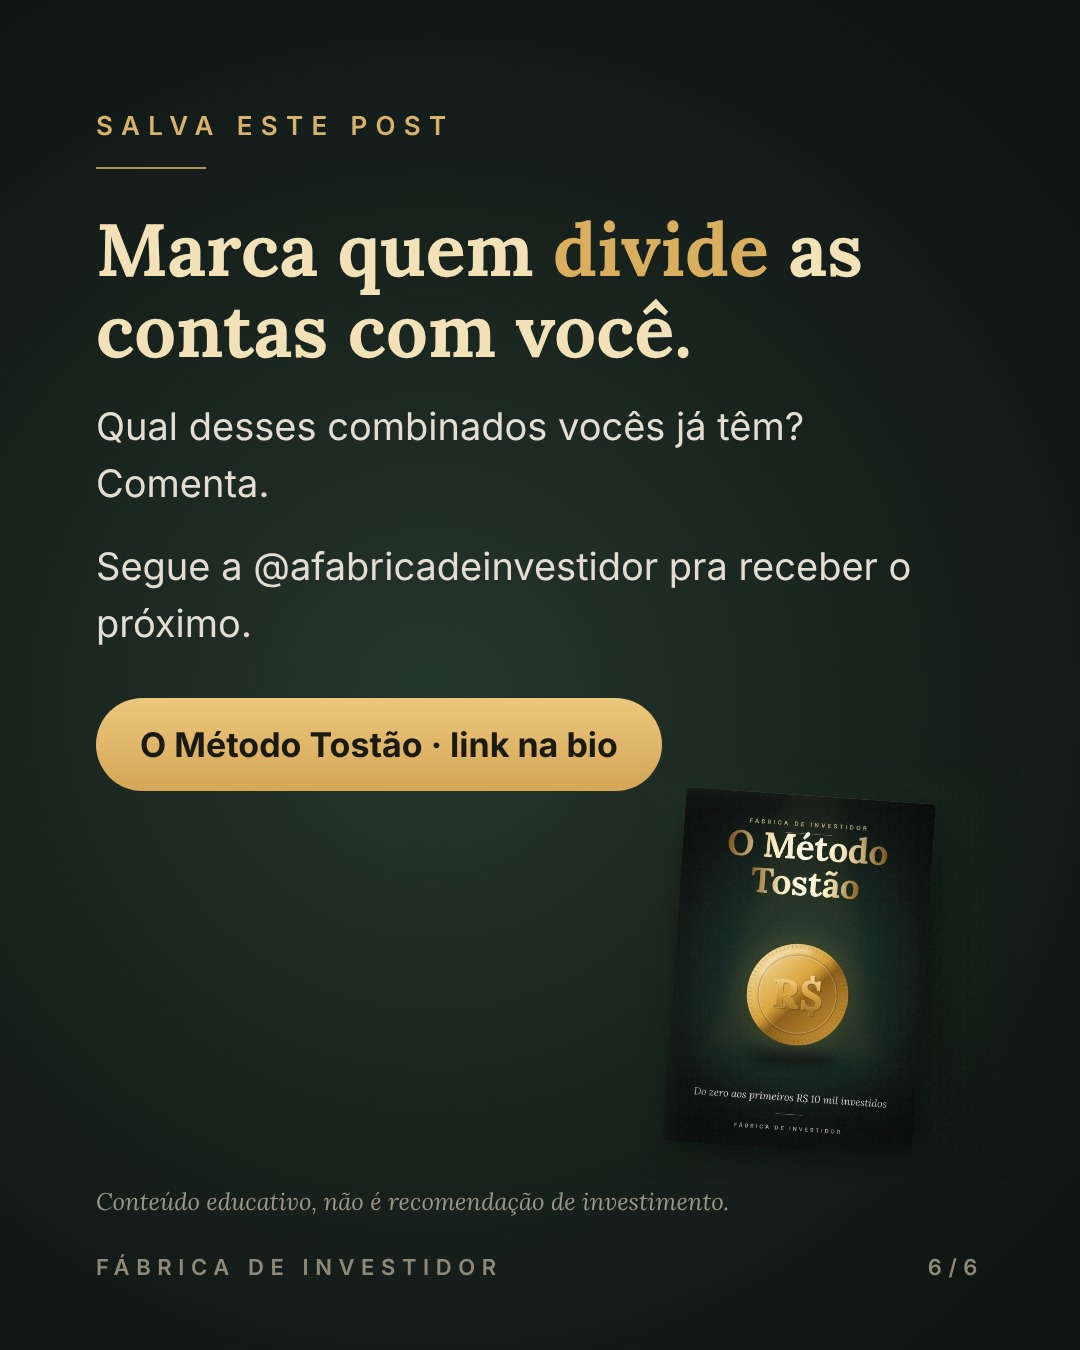 SALVA ESTE POST
Marca quem divide as
contas com você.
Qual desses combinados vocês já têm?
Comenta.
Segue a @afabricadeinvestidor pra receber o
próximo.
O Método Tostão · link na bio
FÁBRICA DE INVESTIDOR
O Método
Tostão
R$
Do zero aos primeiros R$ 10 mil investidos
FÁBRICA DE INVESTIDOR
Conteúdo educativo, não é recomendação de investimento.
FÁBRICA DE INVESTIDOR
6/6